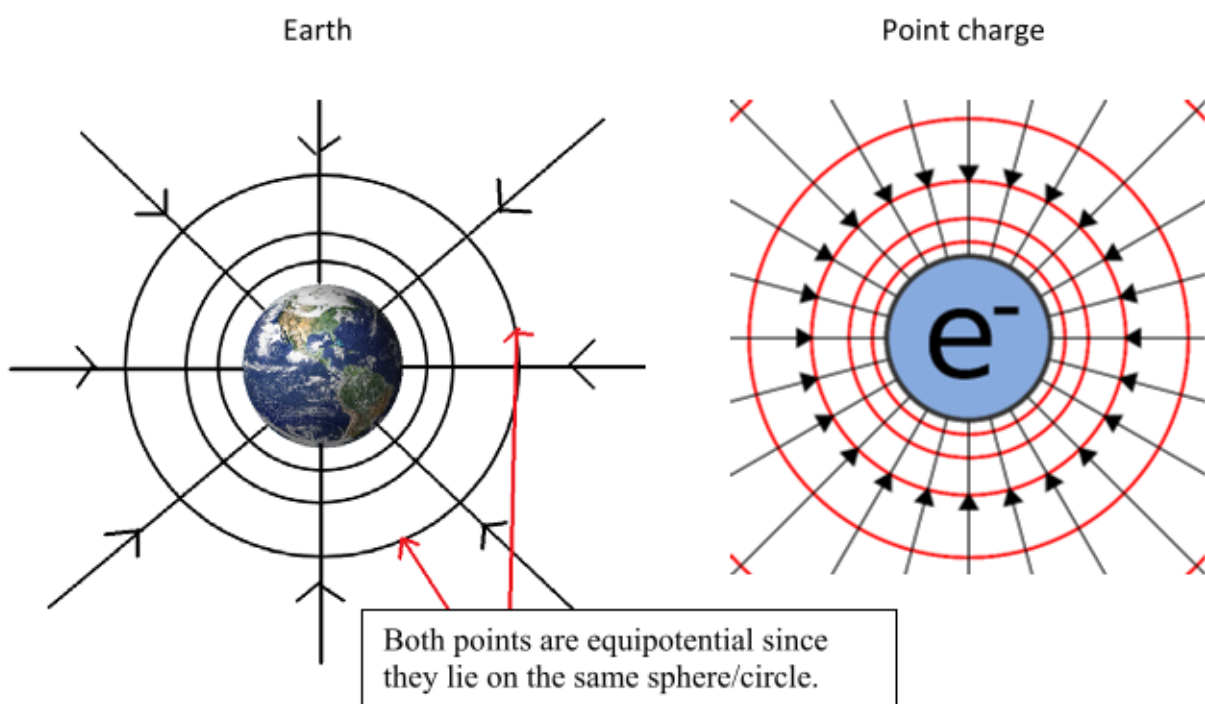 Earth
Point charge
e-
Both points are equipotential since
they lie on the same sphere/circle.